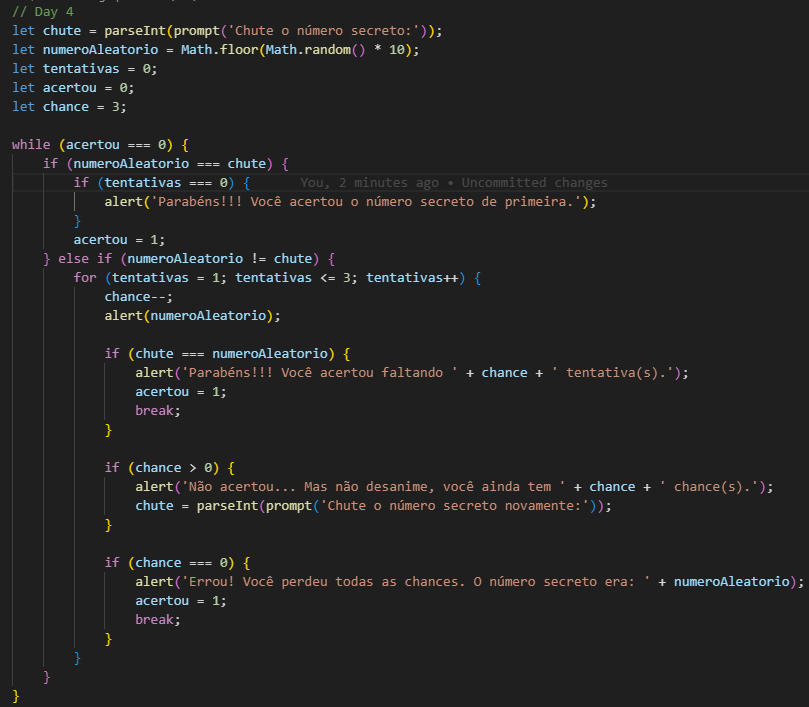 // Day 4
let chute = parseInt(prompt('Chute o número secreto:'));
let numeroAleatorio = Math.floor(Math.random() * 10);
let tentativas = 0;
let acertou = 0;
let chance = 3;

while (acertou === 0) {
    if (numeroAleatorio === chute) {
        if (tentativas === 0) {      You, 2 minutes ago • Uncommitted changes
            alert('Parabéns!!! Você acertou o número secreto de primeira.');
        }
        acertou = 1;
    } else if (numeroAleatorio != chute) {
        for (tentativas = 1; tentativas <= 3; tentativas++) {
            chance--;
            alert(numeroAleatorio);

            if (chute === numeroAleatorio) {
                alert('Parabéns!!! Você acertou faltando ' + chance + ' tentativa(s).');
                acertou = 1;
                break;
            }

            if (chance > 0) {
                alert('Não acertou... Mas não desanime, você ainda tem ' + chance + ' chance(s).');
                chute = parseInt(prompt('Chute o número secreto novamente:'));
            }

            if (chance === 0) {
                alert('Errou! Você perdeu todas as chances. O número secreto era: ' + numeroAleatorio);
                acertou = 1;
                break;
            }
        }
    }
}